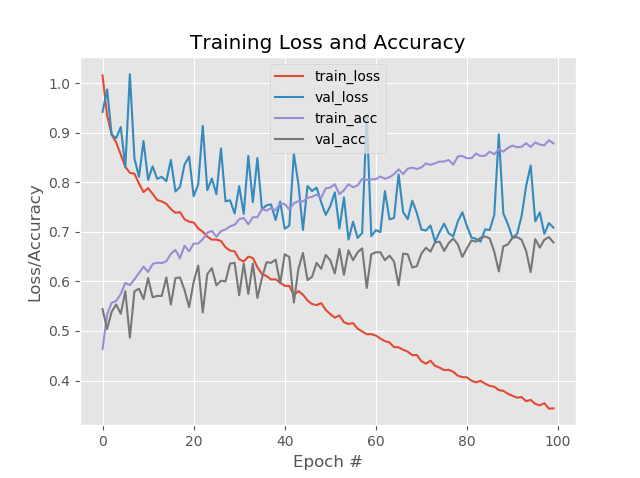 Training Loss and Accuracy
train_loss
val_loss
train_acc
val_acc
Loss/Accuracy
1.0
0.9
0.8
0.7
0.6
0.5
0.4
0
20
40
60
80
100
Epoch #